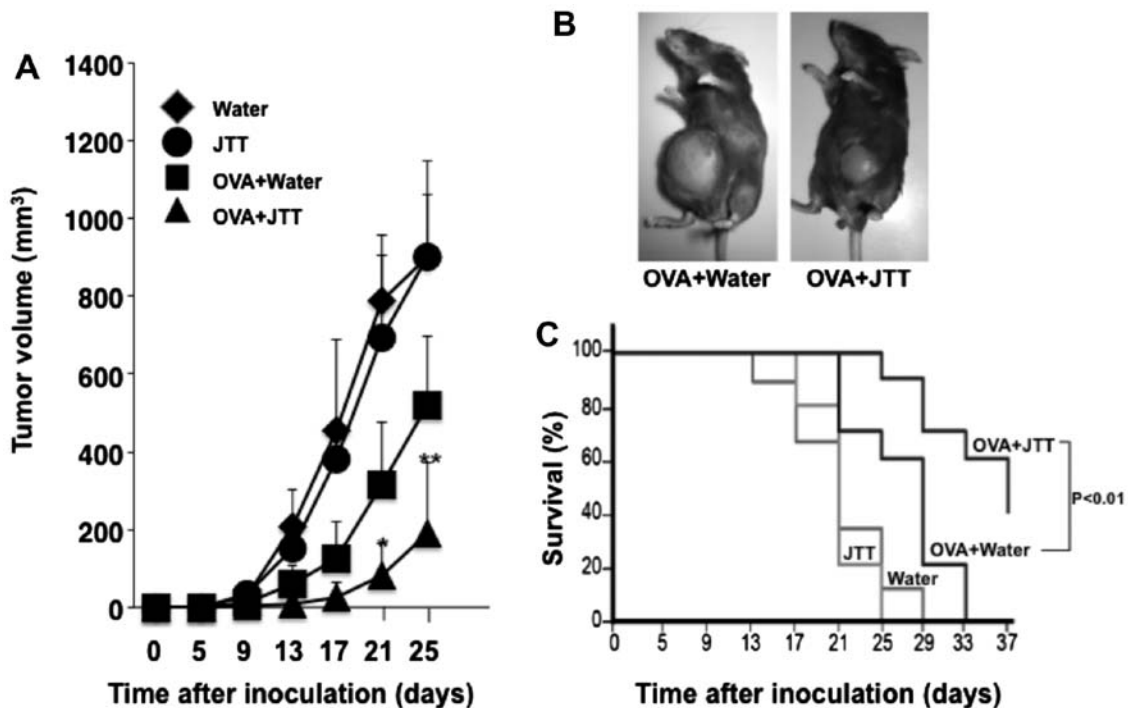 A
1400
1200
1000
800
600
400
200
0
Tumor volume (mm³)
Water
JTT
OVA+Water
OVA+JTT
*
**
0 5 9 13 17 21 25
Time after inoculation (days)
B
OVA+Water OVA+JTT
C
100
80
60
40
20
0
Survival (%)
OVA+JTT
P<0.01
OVA+Water
JTT
Water
0 5 9 13 17 21 25 29 33 37
Time after inoculation (days)